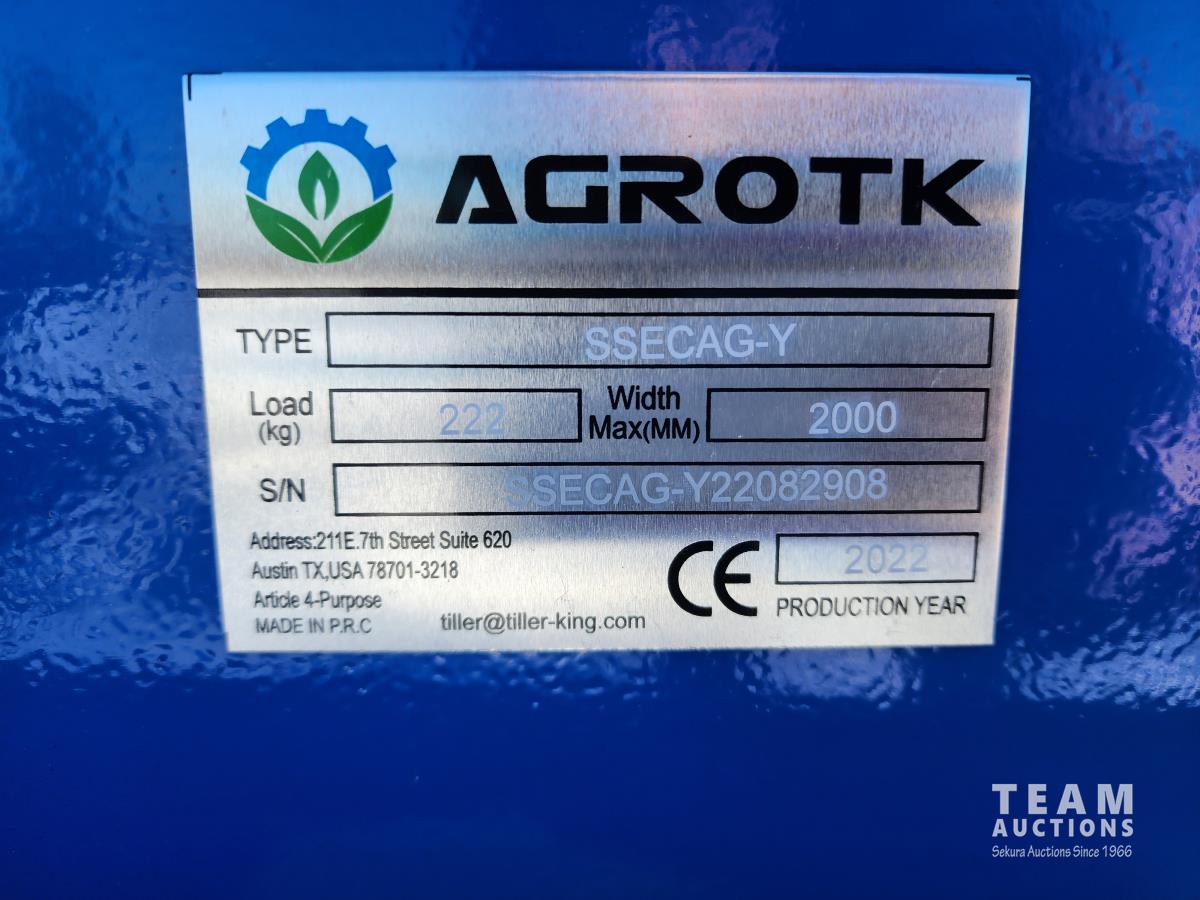 AGROTK
TYPE SSECAG-Y
Load (kg) 222 Width Max(MM) 2000
S/N SSECAG-Y22082908
Address:211E.7th Street Suite 620
Austin TX,USA 78701-3218
Article 4-Purpose
MADE IN P.R.C tiller@tiller-king.com
CE 2022
PRODUCTION YEAR
TEAM
AUCTIONS
Sekura Auctions Since 1966